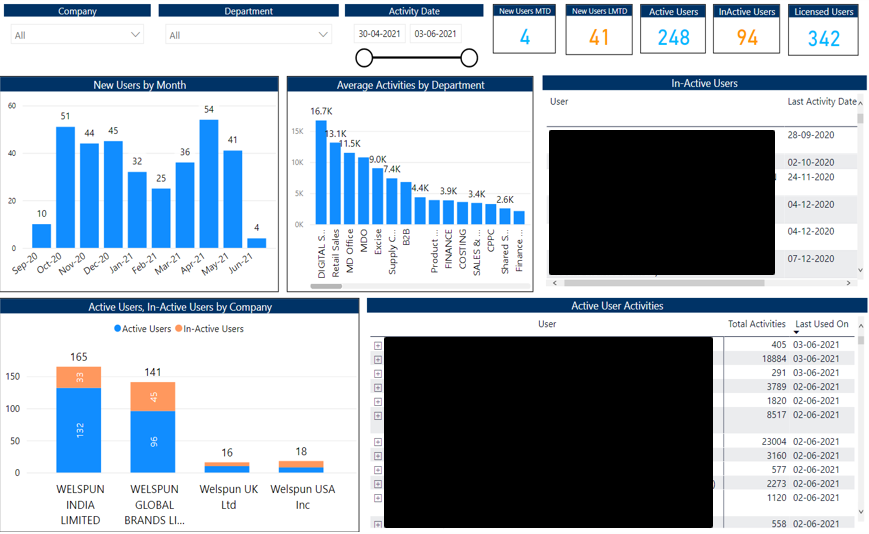 Company
All
Department
All
Activity Date
30-04-2021
03-06-2021
New Users MTD
4
New Users LMTD
41
Active Users
248
InActive Users
94
Licensed Users
342
New Users by Month
60
40
20
0
10
51
44
45
32
25
36
54
41
4
Sep-20
Oct-20
Nov-20
Dec-20
Jan-21
Feb-21
Mar-21
Apr-21
May-21
Jun-21
Average Activities by Department
15K
10K
5K
0K
16.7K
13.1K
11.5K
9.0K
7.4K
4.4K
3.9K
3.4K
2.6K
DIGITAL S...
Retail Sales
MD Office
MDO
Excise
Supply C...
B2B
Product ...
FINANCE
COSTING
SALES & ...
CPPC
Shared S...
Finance ...
In-Active Users
User
Last Activity Date
28-09-2020
02-10-2020
24-11-2020
04-12-2020
04-12-2020
07-12-2020
Active Users, In-Active Users by Company
Active Users
In-Active Users
150
100
50
0
165
33
132
141
45
96
16
18
WELSPUN
INDIA
LIMITED
WELSPUN
GLOBAL
BRANDS LI...
Welspun UK
Ltd
Welspun USA
Inc
Active User Activities
User
Total Activities
Last Used On
405 03-06-2021
18884 03-06-2021
291 03-06-2021
3789 02-06-2021
1820 02-06-2021
8517 02-06-2021
23004 02-06-2021
3160 02-06-2021
577 02-06-2021
2273 02-06-2021
1120 02-06-2021
558 02-06-2021